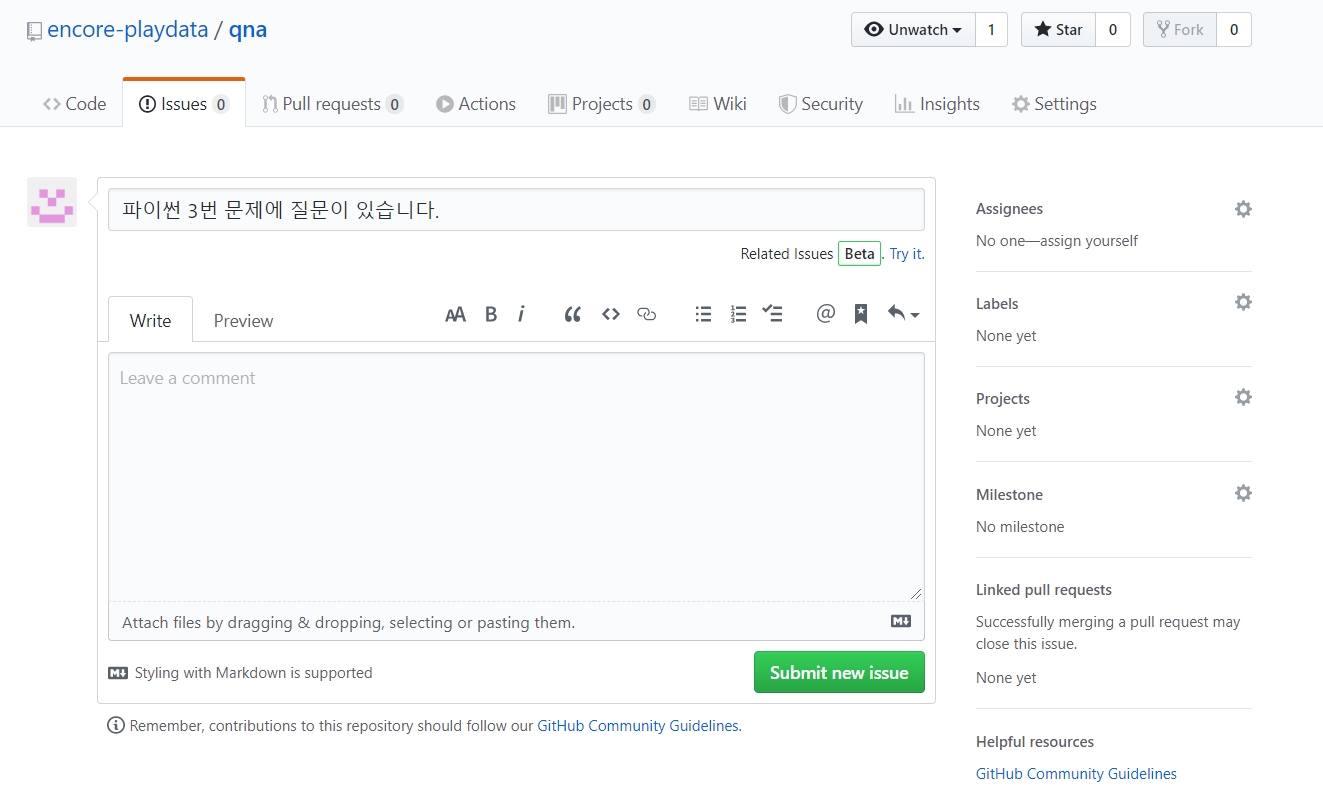 encore-playdata / qna
Unwatch 1 Star 0 Fork 0
Code Issues 0 Pull requests 0 Actions Projects 0 Wiki Security Insights Settings
파이썬 3번 문제에 질문이 있습니다.
Related Issues Beta. Try it.
Write Preview
Leave a comment
Attach files by dragging & dropping, selecting or pasting them.
Styling with Markdown is supported
Submit new issue
Remember, contributions to this repository should follow our GitHub Community Guidelines.
Assignees
No one—assign yourself
Labels
None yet
Projects
None yet
Milestone
No milestone
Linked pull requests
Successfully merging a pull request may
close this issue.
None yet
Helpful resources
GitHub Community Guidelines